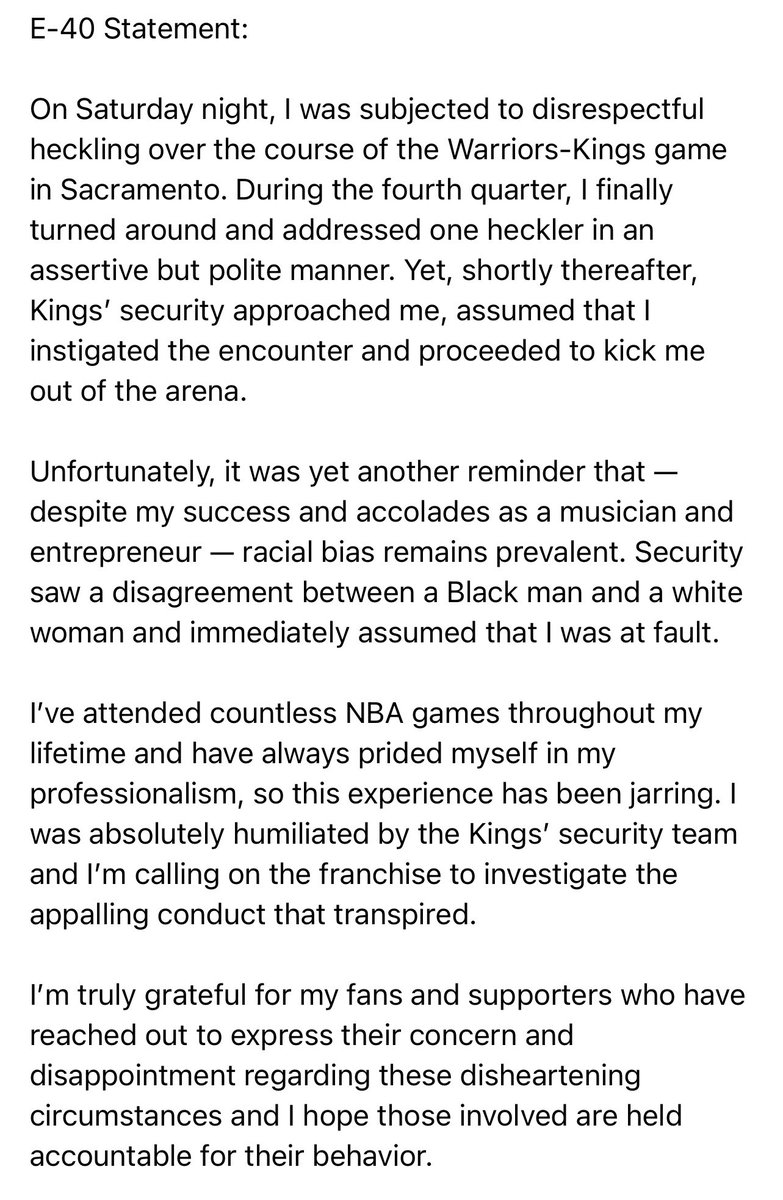 E-40 Statement:
On Saturday night, I was subjected to disrespectful
heckling over the course of the Warriors-Kings game
in Sacramento. During the fourth quarter, I finally
turned around and addressed one heckler in an
assertive but polite manner. Yet, shortly thereafter,
Kings’ security approached me, assumed that I
instigated the encounter and proceeded to kick me
out of the arena.
Unfortunately, it was yet another reminder that —
despite my success and accolades as a musician and
entrepreneur — racial bias remains prevalent. Security
saw a disagreement between a Black man and a white
woman and immediately assumed that I was at fault.
I’ve attended countless NBA games throughout my
lifetime and have always prided myself in my
professionalism, so this experience has been jarring. I
was absolutely humiliated by the Kings’ security team
and I’m calling on the franchise to investigate the
appalling conduct that transpired.
I’m truly grateful for my fans and supporters who have
reached out to express their concern and
disappointment regarding these disheartening
circumstances and I hope those involved are held
accountable for their behavior.